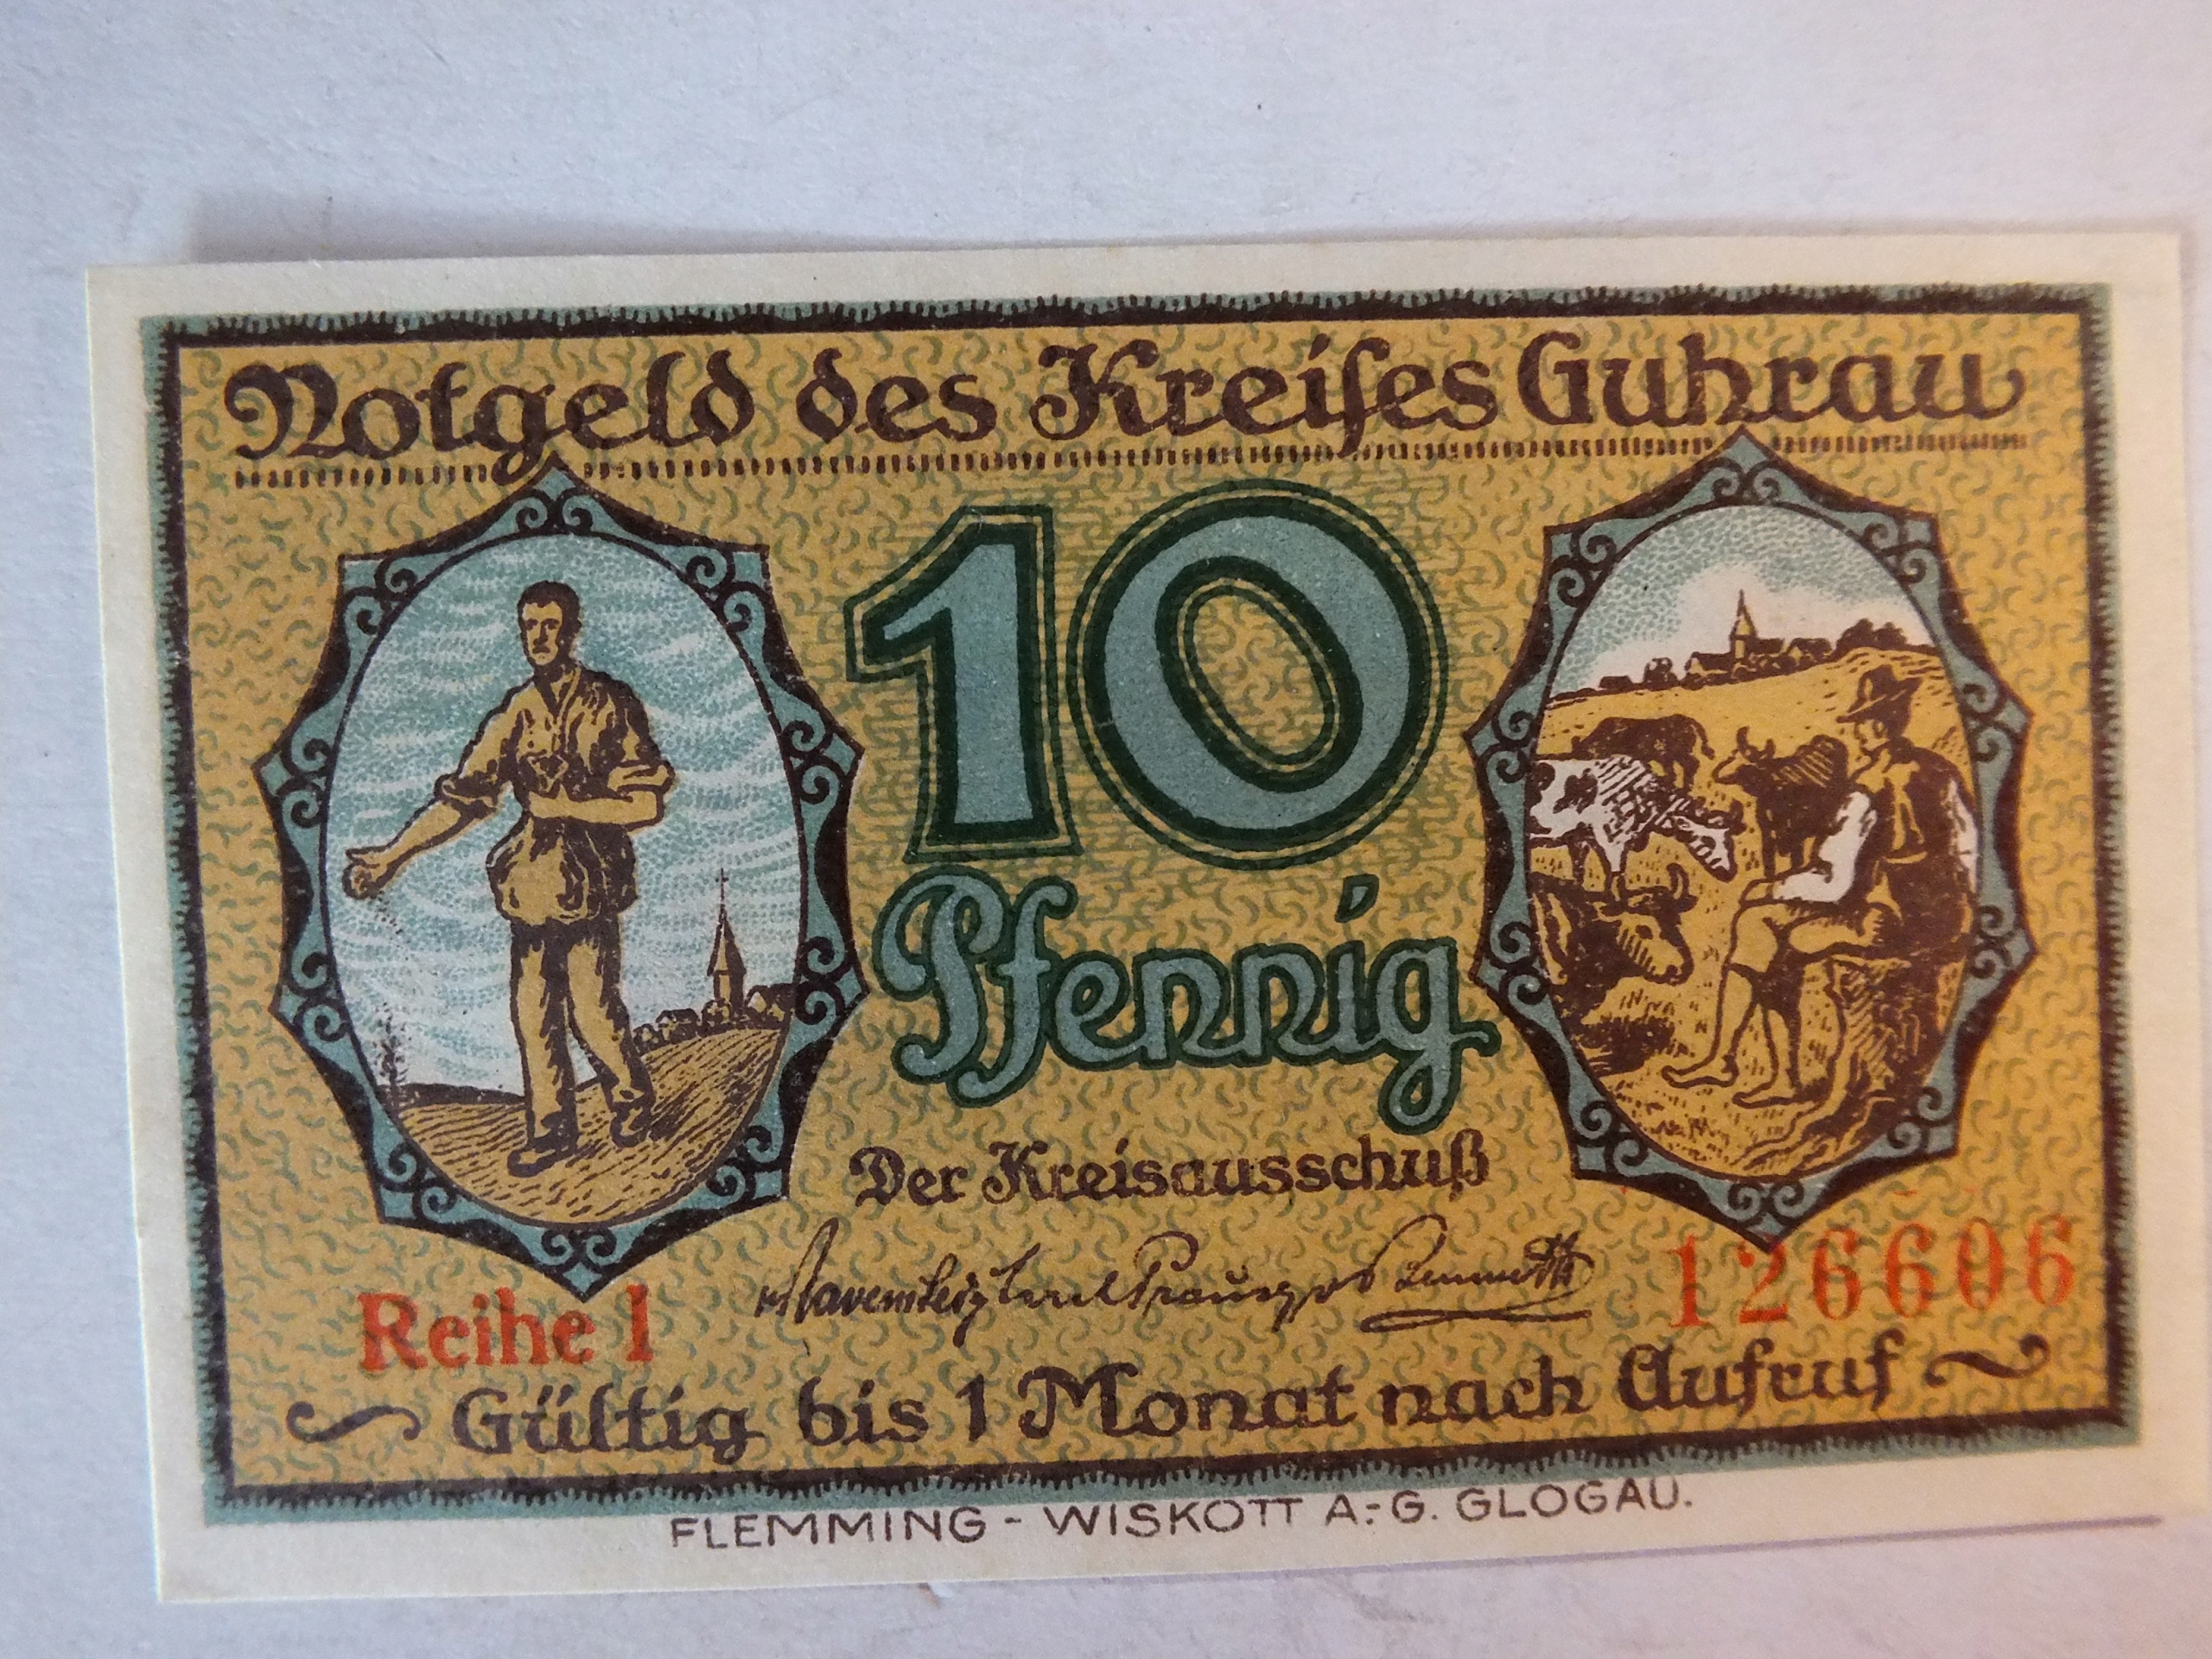 Notgeld des Kreiſes Guhrau
10
Pfennig
Der Kreisausschuß
Reihe 1
126606
Gültig bis 1 Monat nach Aufruf
FLEMMING - WISKOTT A.-G. GLOGAU.